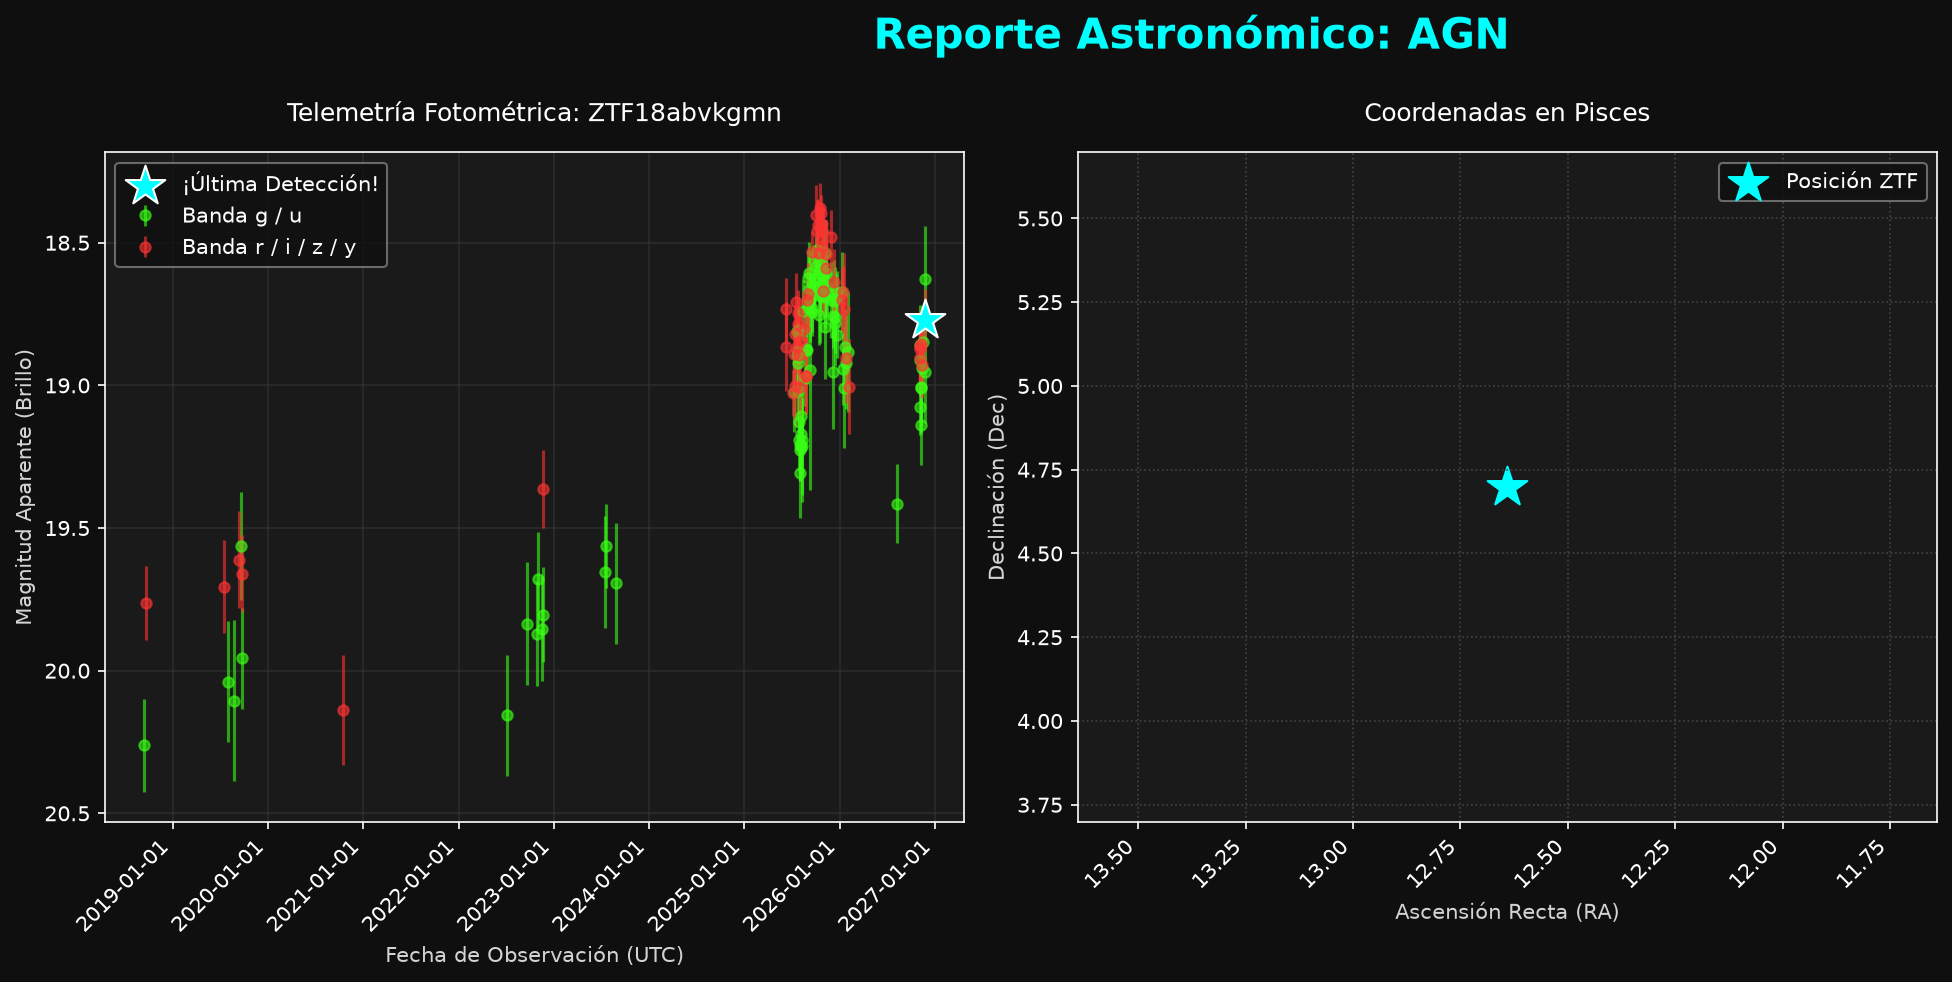 Reporte Astronómico: AGN
Telemetría Fotométrica: ZTF18abvkgmn
¡Última Detección!
Banda g / u
Banda r / i / z / y
Magnitud Aparente (Brillo)
18.5
19.0
19.5
20.0
20.5
2019-01-01
2020-01-01
2021-01-01
2022-01-01
2023-01-01
2024-01-01
2025-01-01
2026-01-01
2027-01-01
Fecha de Observación (UTC)
Coordenadas en Pisces
Posición ZTF
Declinación (Dec)
5.50
5.25
5.00
4.75
4.50
4.25
4.00
3.75
13.50
13.25
13.00
12.75
12.50
12.25
12.00
11.75
Ascensión Recta (RA)